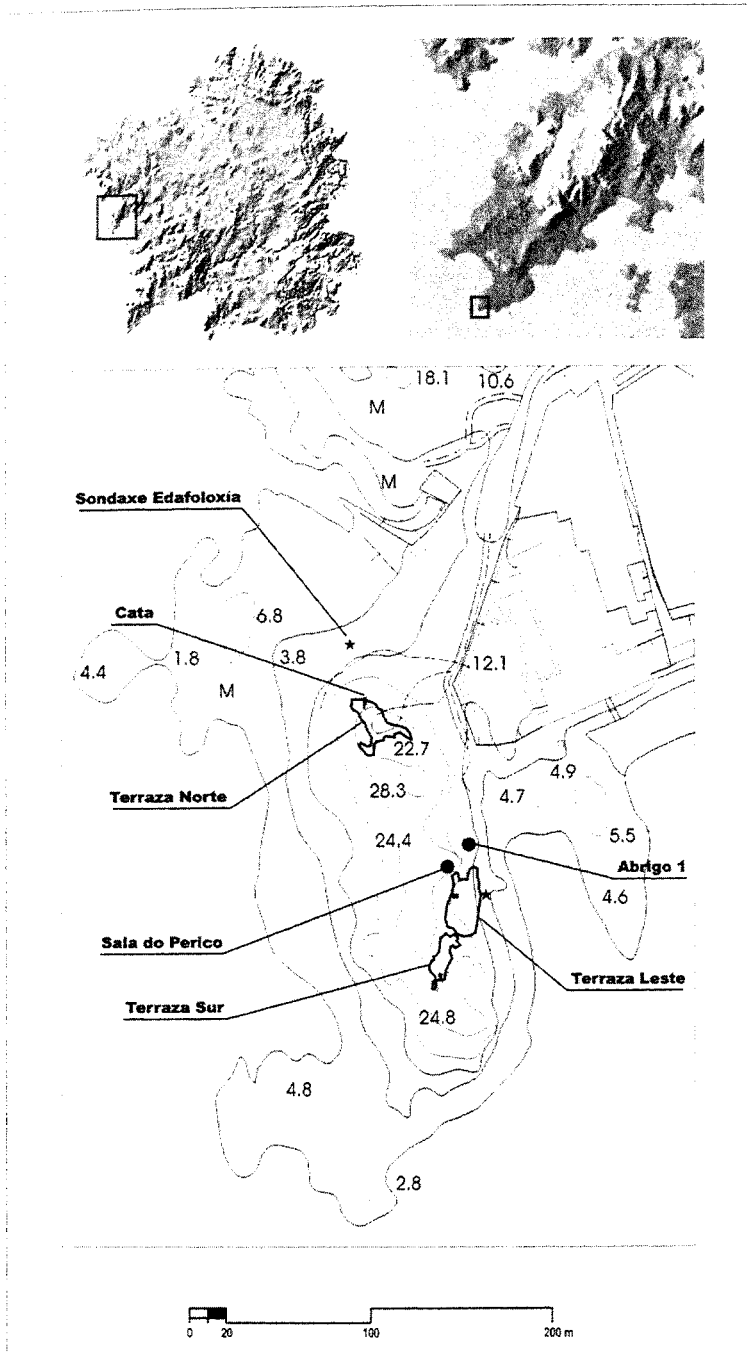 18.1 10.6
M
M
Sondaxe Edafoloxía
Cata
6.8
4.4 1.8 3.8 12.1
M
22.7
Terraza Norte
28.3
4.9
4.7
24.4
5.5
Abrigo 1
4.6
Sala do Perico
Terraza Leste
Terraza Sur
24.8
4.8
2.8
0 20 100 200 m